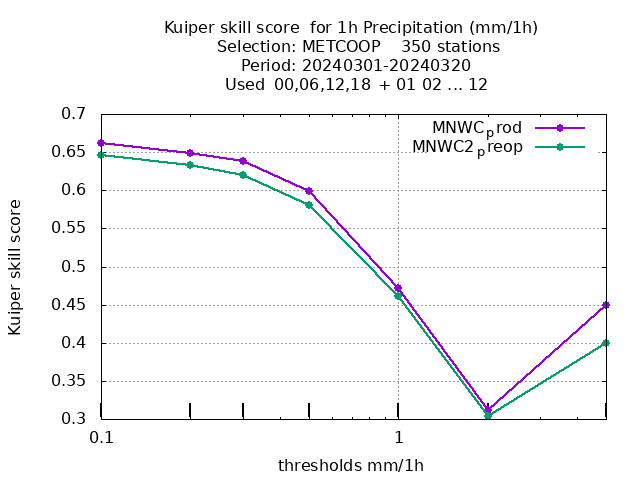 Kuiper skill score  for 1h Precipitation (mm/1h)
Selection: METCOOP    350 stations
Period: 20240301-20240320
Used  00,06,12,18  + 01 02 ... 12
MNWC_prod
MNWC2_preop
0.7
0.65
0.6
0.55
0.5
0.45
0.4
0.35
0.3
Kuiper skill score
0.1
1
thresholds mm/1h